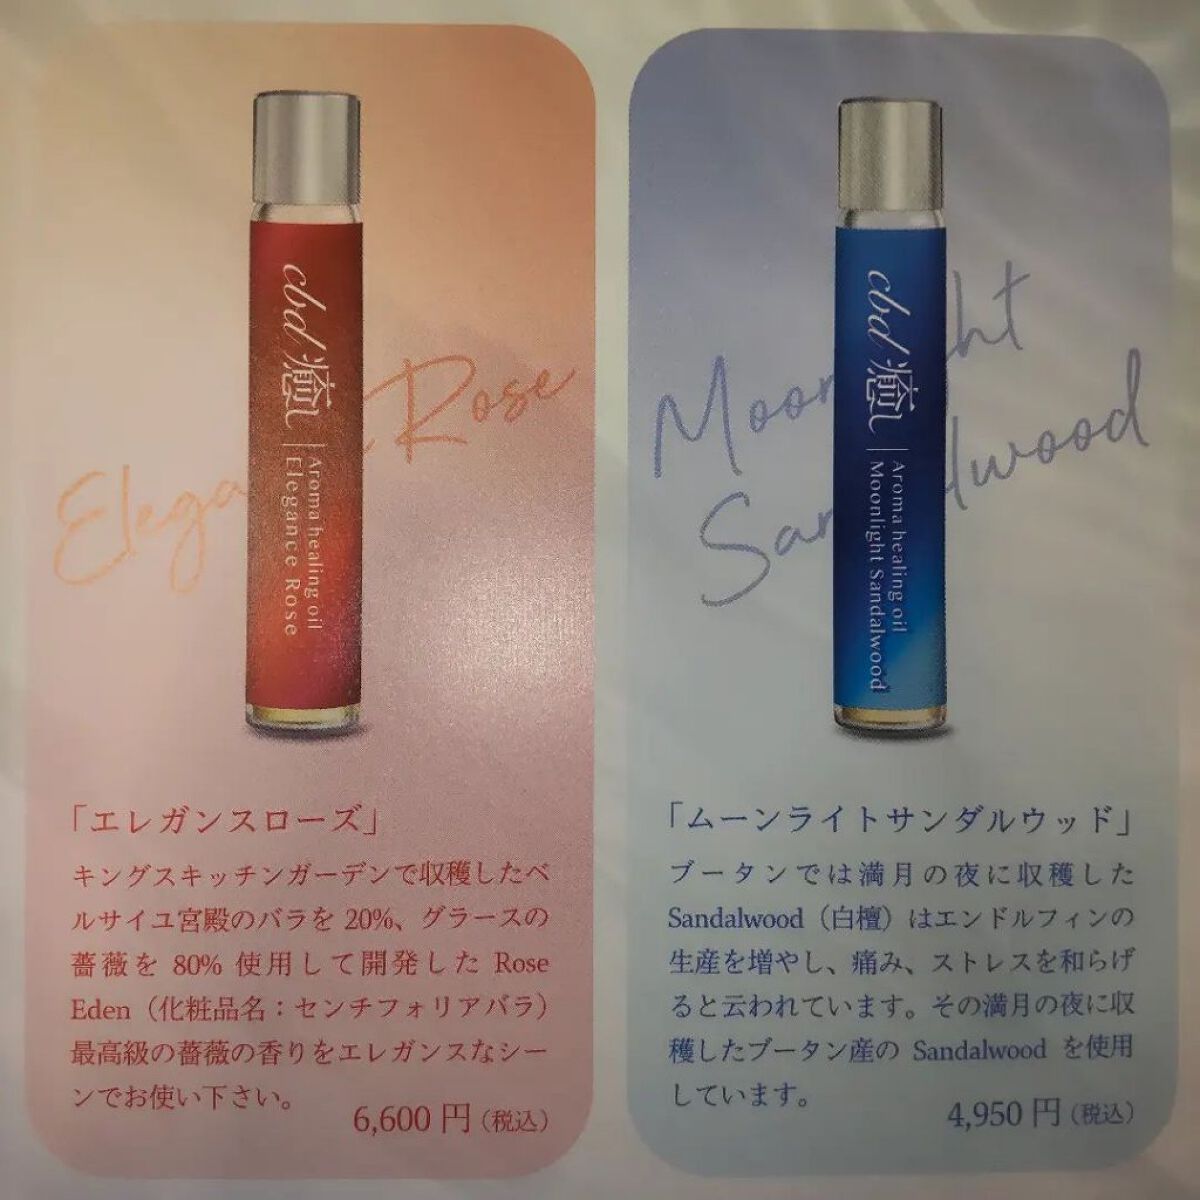 cbd癒し
Aroma healing oil
Elegance Rose
Rose
「エレガンスローズ」
キングスキッチンガーデンで収穫したベ
ルサイユ宮殿のバラを 20%、グラースの
薔薇を 80% 使用して開発した Rose
Eden（化粧品名：センチフォリアバラ）
最高級の薔薇の香りをエレガンスなシー
ンでお使い下さい。
6,600 円（税込）
cbd癒し
Aroma healing oil
Moonlight Sandalwood
「ムーンライトサンダルウッド」
ブータンでは満月の夜に収穫した
Sandalwood（白檀）はエンドルフィンの
生産を増やし、痛み、ストレスを和らげ
ると云われています。その満月の夜に収
穫したブータン産の Sandalwood を使用
しています。
4,950 円（税込）